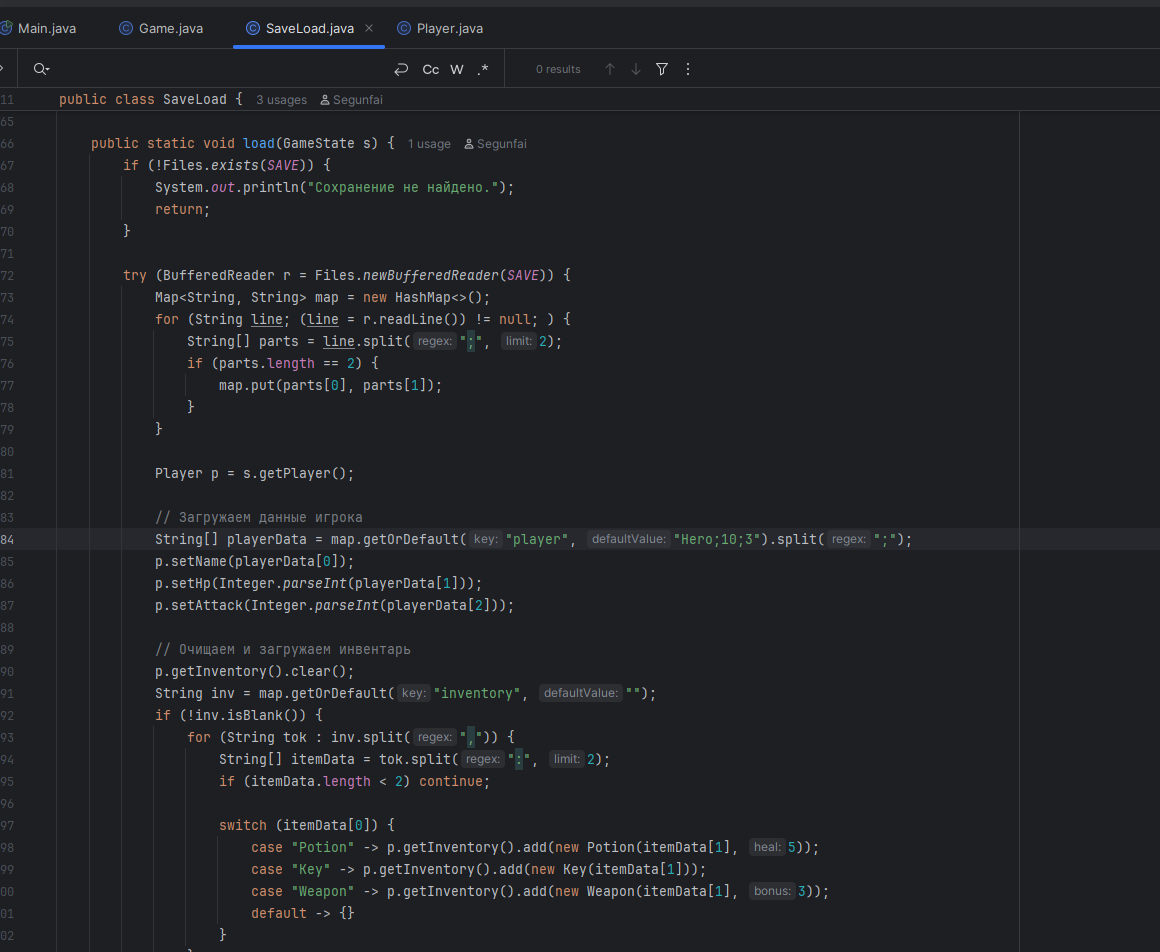 Main.java Game.java SaveLoad.java Player.java
Cc W .* 0 results
11 public class SaveLoad { 3 usages Segunfai
65
66 public static void load(GameState s) { 1 usage Segunfai
67 if (!Files.exists(SAVE)) {
68 System.out.println("Сохранение не найдено.");
69 return;
70 }
71
72 try (BufferedReader r = Files.newBufferedReader(SAVE)) {
73 Map<String, String> map = new HashMap<>();
74 for (String line; (line = r.readLine()) != null; ) {
75 String[] parts = line.split( regex: ";", limit: 2);
76 if (parts.length == 2) {
77 map.put(parts[0], parts[1]);
78 }
79 }
80
81 Player p = s.getPlayer();
82
83 // Загружаем данные игрока
84 String[] playerData = map.getOrDefault( key: "player", defaultValue: "Hero;10;3").split( regex: ";");
85 p.setName(playerData[0]);
86 p.setHp(Integer.parseInt(playerData[1]));
87 p.setAttack(Integer.parseInt(playerData[2]));
88
89 // Очищаем и загружаем инвентарь
90 p.getInventory().clear();
91 String inv = map.getOrDefault( key: "inventory", defaultValue: "");
92 if (!inv.isBlank()) {
93 for (String tok : inv.split( regex: ",")) {
94 String[] itemData = tok.split( regex: ":", limit: 2);
95 if (itemData.length < 2) continue;
96
97 switch (itemData[0]) {
98 case "Potion" -> p.getInventory().add(new Potion(itemData[1], heal: 5));
99 case "Key" -> p.getInventory().add(new Key(itemData[1]));
00 case "Weapon" -> p.getInventory().add(new Weapon(itemData[1], bonus: 3));
01 default -> {}
02 }